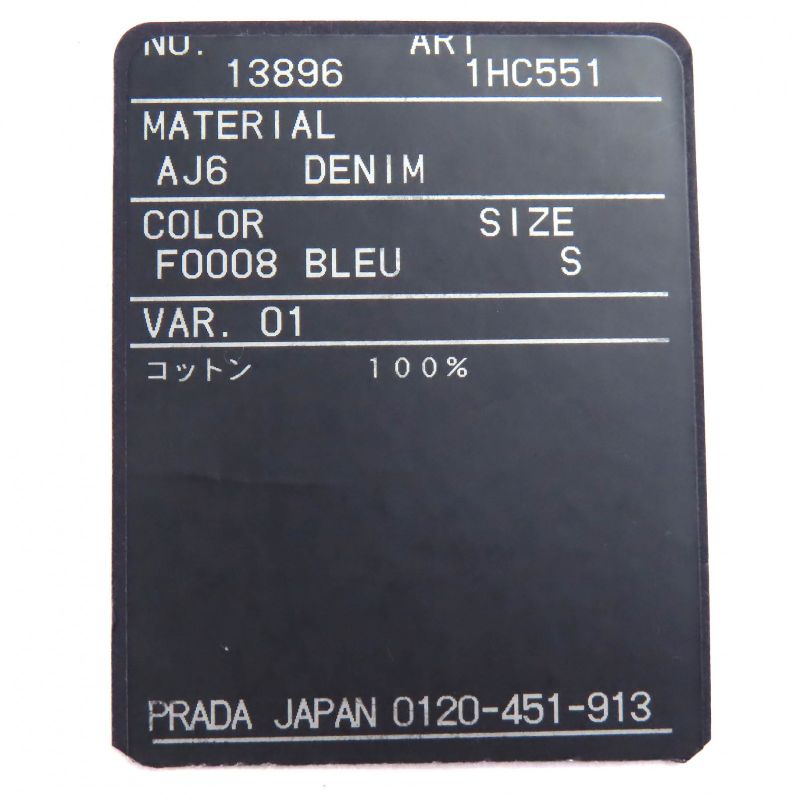 NO. ART
13896 1HC551
MATERIAL
AJ6 DENIM
COLOR SIZE
F0008 BLEU S
VAR. 01
コットン 100%
PRADA JAPAN 0120-451-913